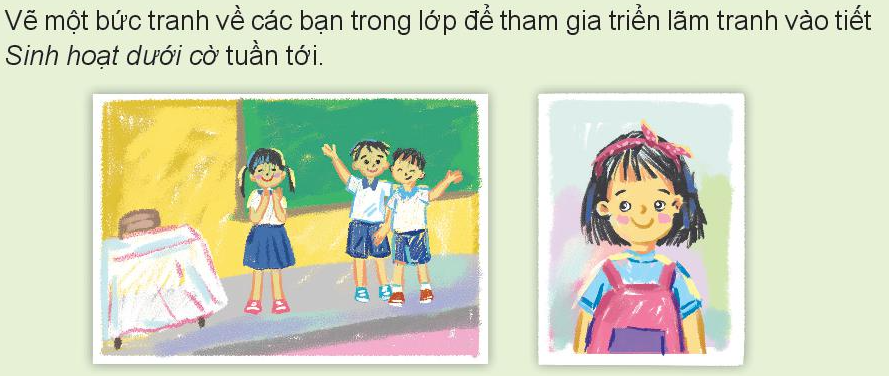 Vẽ một bức tranh về các bạn trong lớp để tham gia triển lãm tranh vào tiết
Sinh hoạt dưới cờ tuần tới.